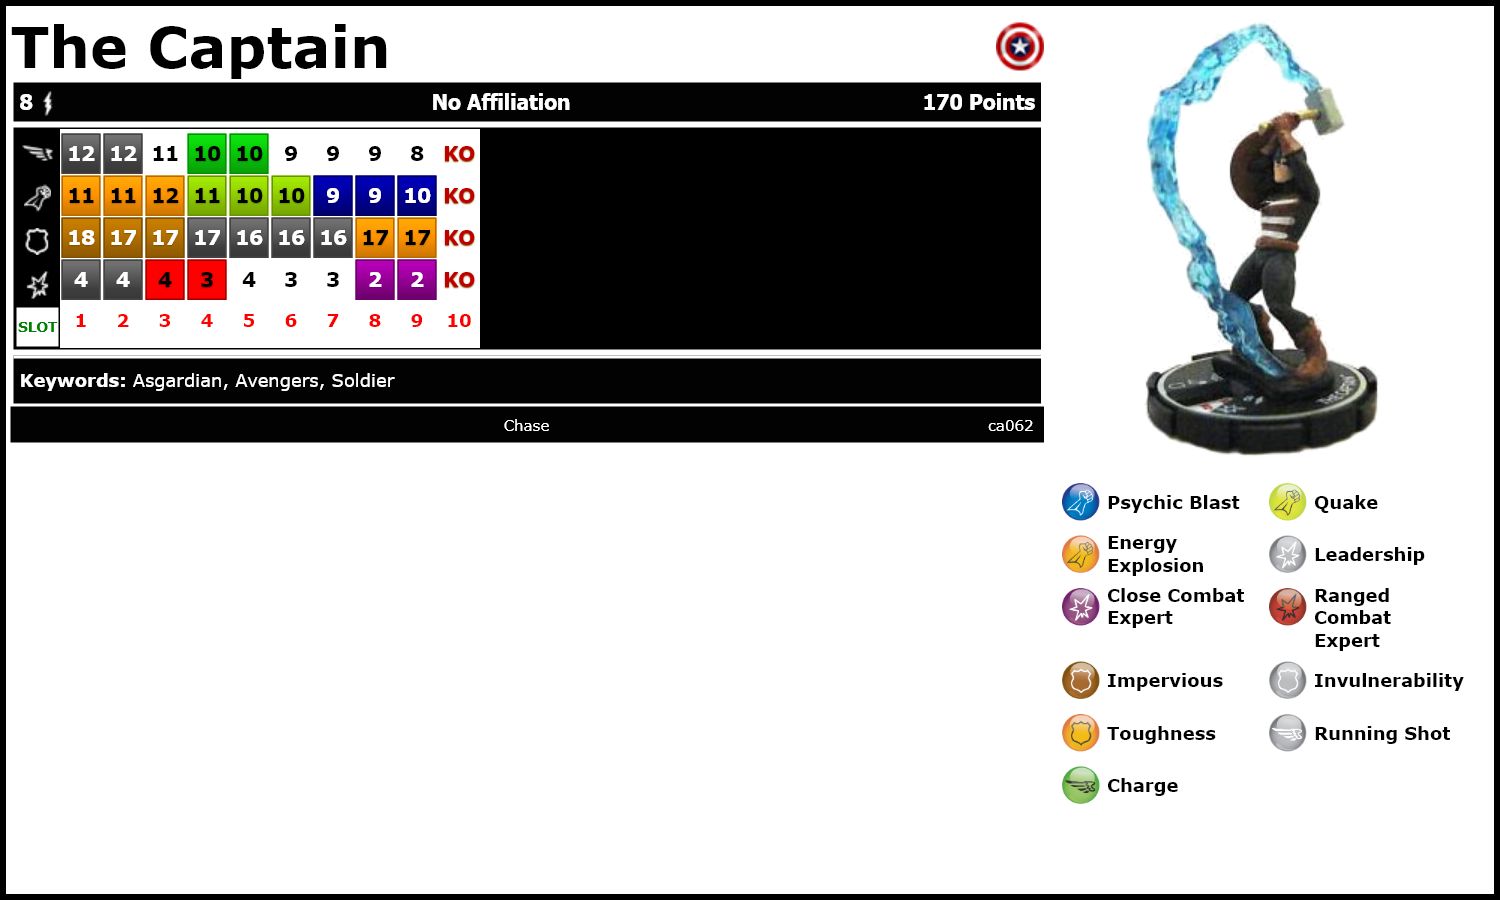 The Captain
8 No Affiliation 170 Points
12 12 11 10 10 9 9 9 8 KO
11 11 12 11 10 10 9 9 10 KO
18 17 17 17 16 16 16 17 17 KO
4 4 4 3 4 3 3 2 2 KO
SLOT 1 2 3 4 5 6 7 8 9 10
Keywords: Asgardian, Avengers, Soldier
Chase ca062
THE CAPTAIN
Psychic Blast Quake
Energy
Explosion
Leadership
Close Combat
Expert
Ranged
Combat
Expert
Impervious Invulnerability
Toughness Running Shot
Charge